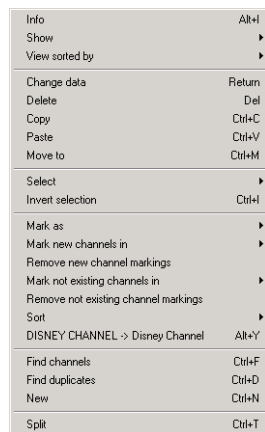 Info Alt+I
Show
View sorted by
Change data Return
Delete Del
Copy Ctrl+C
Paste Ctrl+V
Move to Ctrl+M
Select
Invert selection Ctrl+I
Mark as
Mark new channels in
Remove new channel markings
Mark not existing channels in
Remove not existing channel markings
Sort
DISNEY CHANNEL -> Disney Channel Alt+Y
Find channels Ctrl+F
Find duplicates Ctrl+D
New Ctrl+N
Split Ctrl+T